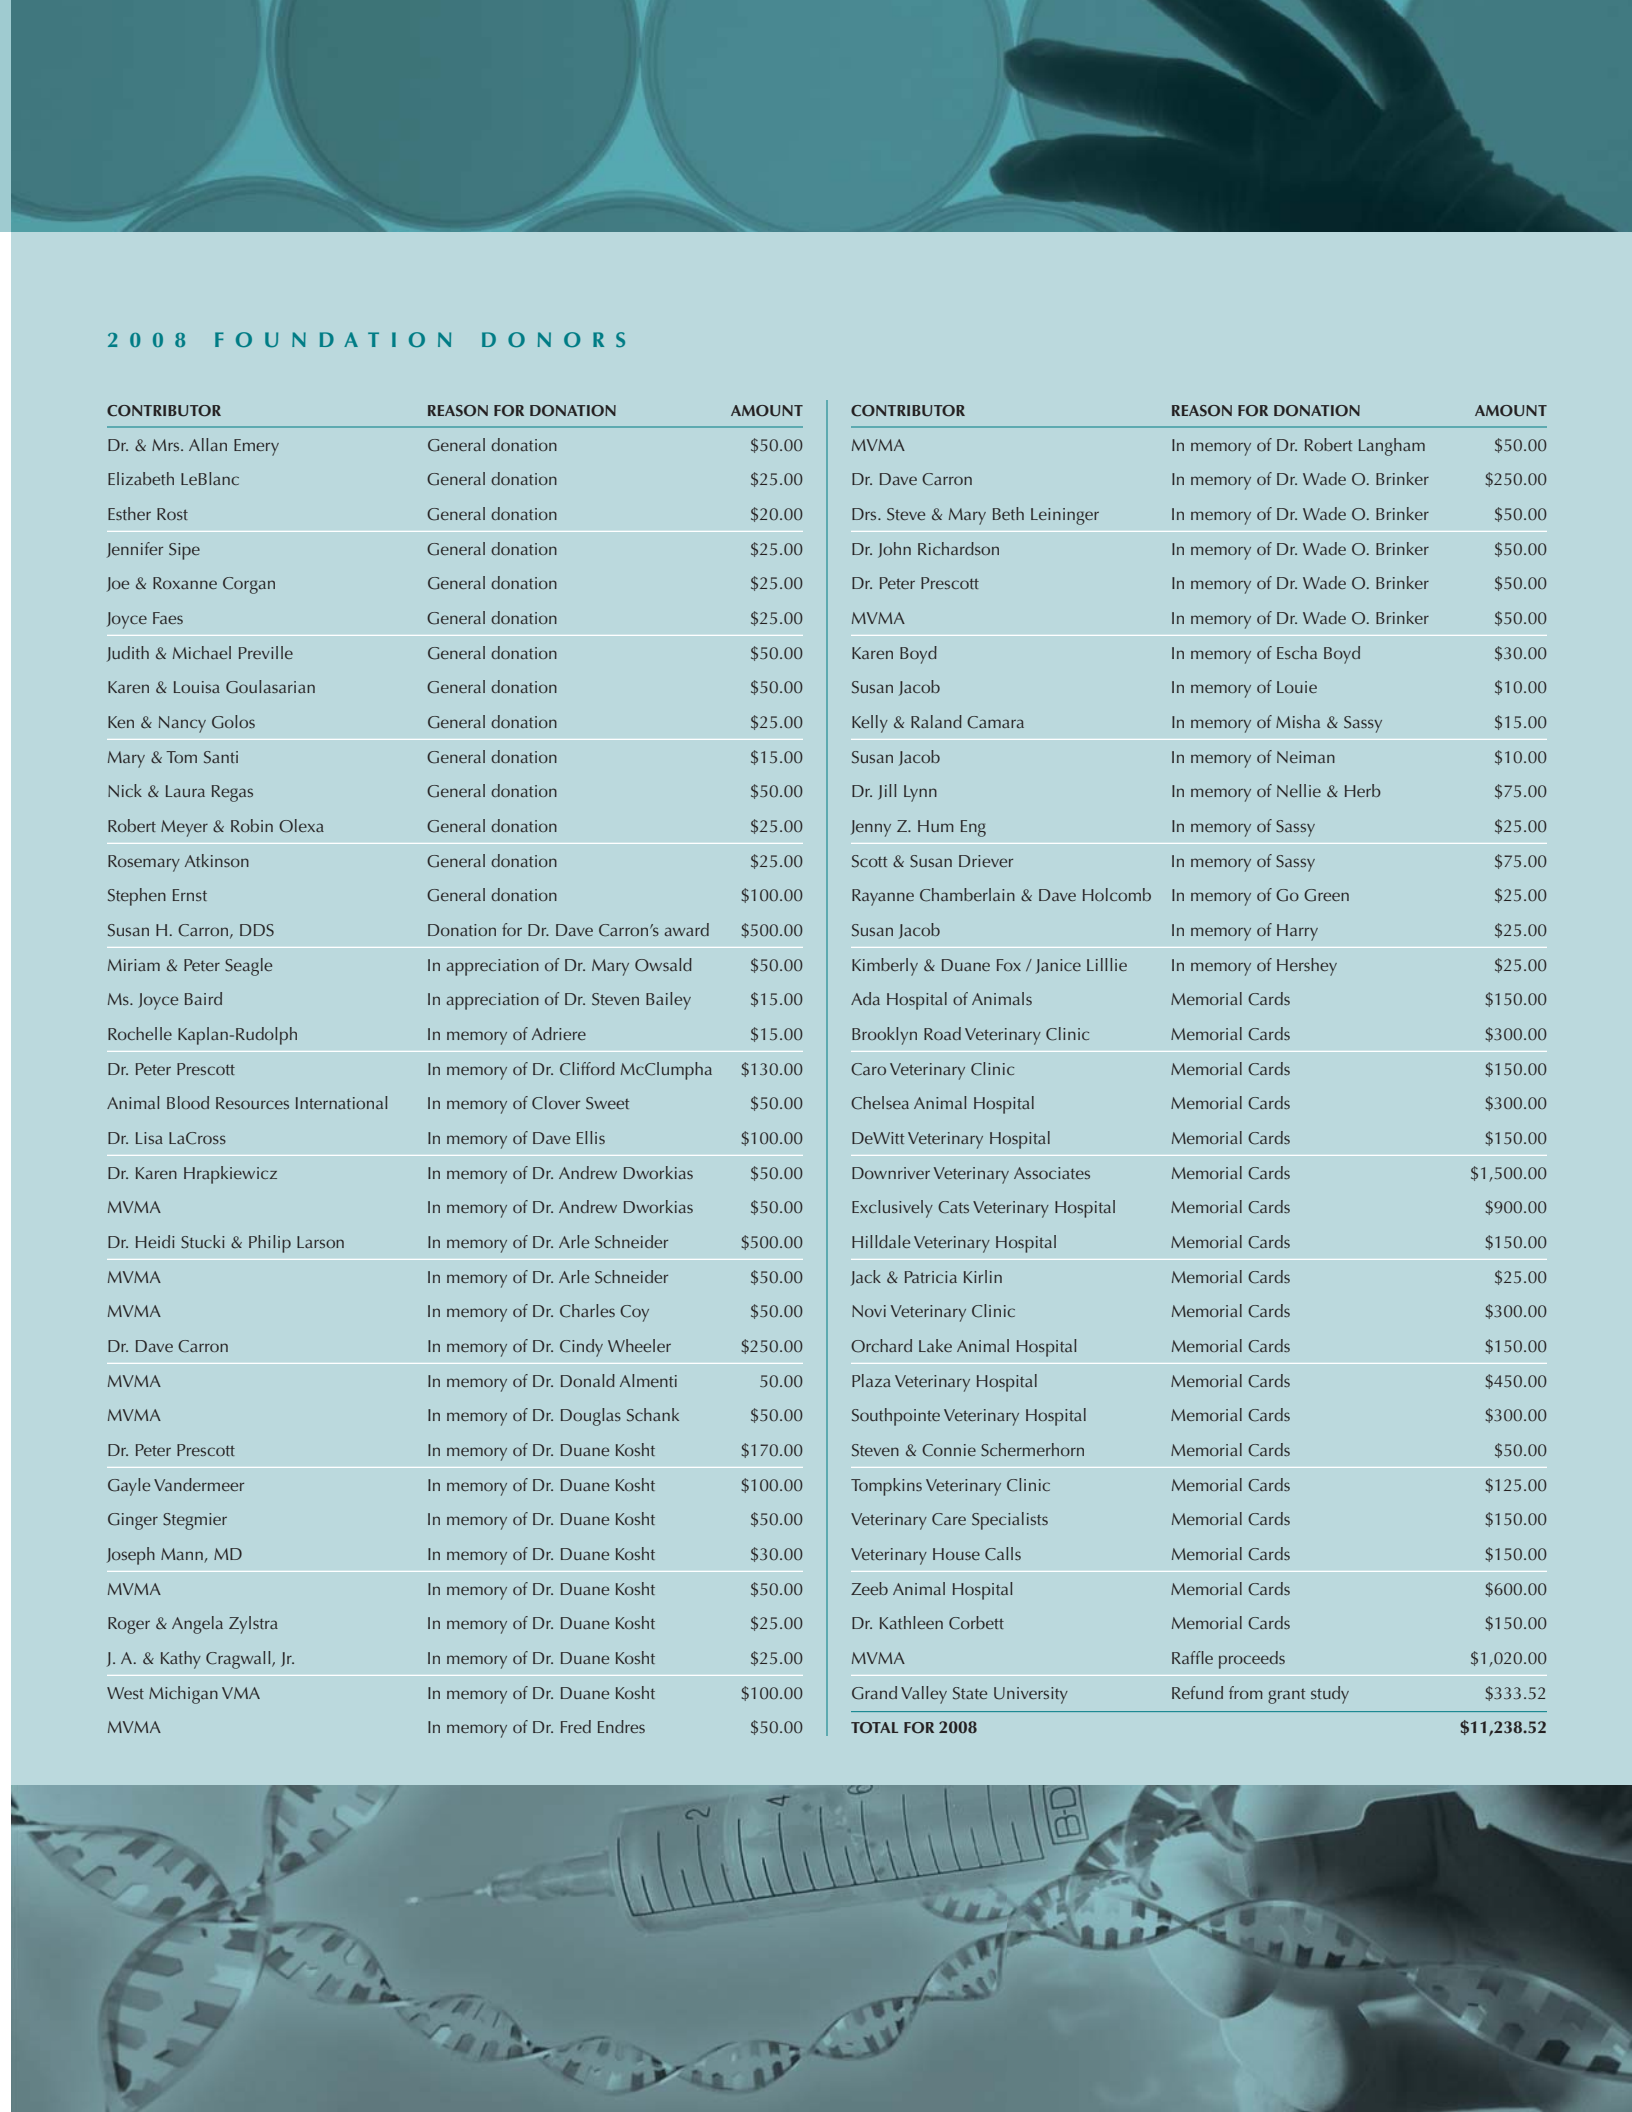 2008 FOUNDATION DONORS
CONTRIBUTOR REASON FOR DONATION AMOUNT
Dr. & Mrs. Allan Emery General donation $50.00
Elizabeth LeBlanc General donation $25.00
Esther Rost General donation $20.00
Jennifer Sipe General donation $25.00
Joe & Roxanne Corgan General donation $25.00
Joyce Faes General donation $25.00
Judith & Michael Preville General donation $50.00
Karen & Louisa Goulasarian General donation $50.00
Ken & Nancy Golos General donation $25.00
Mary & Tom Santi General donation $15.00
Nick & Laura Regas General donation $50.00
Robert Meyer & Robin Olexa General donation $25.00
Rosemary Atkinson General donation $25.00
Stephen Ernst General donation $100.00
Susan H. Carron, DDS Donation for Dr. Dave Carron’s award $500.00
Miriam & Peter Seagle In appreciation of Dr. Mary Owsald $50.00
Ms. Joyce Baird In appreciation of Dr. Steven Bailey $15.00
Rochelle Kaplan-Rudolph In memory of Adriere $15.00
Dr. Peter Prescott In memory of Dr. Clifford McClumpha $130.00
Animal Blood Resources International In memory of Clover Sweet $50.00
Dr. Lisa LaCross In memory of Dave Ellis $100.00
Dr. Karen Hrapkiewicz In memory of Dr. Andrew Dworkias $50.00
MVMA In memory of Dr. Andrew Dworkias $50.00
Dr. Heidi Stucki & Philip Larson In memory of Dr. Arle Schneider $500.00
MVMA In memory of Dr. Arle Schneider $50.00
MVMA In memory of Dr. Charles Coy $50.00
Dr. Dave Carron In memory of Dr. Cindy Wheeler $250.00
MVMA In memory of Dr. Donald Almenti 50.00
MVMA In memory of Dr. Douglas Schank $50.00
Dr. Peter Prescott In memory of Dr. Duane Kosht $170.00
Gayle Vandermeer In memory of Dr. Duane Kosht $100.00
Ginger Stegmier In memory of Dr. Duane Kosht $50.00
Joseph Mann, MD In memory of Dr. Duane Kosht $30.00
MVMA In memory of Dr. Duane Kosht $50.00
Roger & Angela Zylstra In memory of Dr. Duane Kosht $25.00
J. A. & Kathy Cragwall, Jr. In memory of Dr. Duane Kosht $25.00
West Michigan VMA In memory of Dr. Duane Kosht $100.00
MVMA In memory of Dr. Fred Endres $50.00
CONTRIBUTOR REASON FOR DONATION AMOUNT
MVMA In memory of Dr. Robert Langham $50.00
Dr. Dave Carron In memory of Dr. Wade O. Brinker $250.00
Drs. Steve & Mary Beth Leininger In memory of Dr. Wade O. Brinker $50.00
Dr. John Richardson In memory of Dr. Wade O. Brinker $50.00
Dr. Peter Prescott In memory of Dr. Wade O. Brinker $50.00
MVMA In memory of Dr. Wade O. Brinker $50.00
Karen Boyd In memory of Escha Boyd $30.00
Susan Jacob In memory of Louie $10.00
Kelly & Raland Camara In memory of Misha & Sassy $15.00
Susan Jacob In memory of Neiman $10.00
Dr. Jill Lynn In memory of Nellie & Herb $75.00
Jenny Z. Hum Eng In memory of Sassy $25.00
Scott & Susan Driever In memory of Sassy $75.00
Rayanne Chamberlain & Dave Holcomb In memory of Go Green $25.00
Susan Jacob In memory of Harry $25.00
Kimberly & Duane Fox / Janice Lilllie In memory of Hershey $25.00
Ada Hospital of Animals Memorial Cards $150.00
Brooklyn Road Veterinary Clinic Memorial Cards $300.00
Caro Veterinary Clinic Memorial Cards $150.00
Chelsea Animal Hospital Memorial Cards $300.00
DeWitt Veterinary Hospital Memorial Cards $150.00
Downriver Veterinary Associates Memorial Cards $1,500.00
Exclusively Cats Veterinary Hospital Memorial Cards $900.00
Hilldale Veterinary Hospital Memorial Cards $150.00
Jack & Patricia Kirlin Memorial Cards $25.00
Novi Veterinary Clinic Memorial Cards $300.00
Orchard Lake Animal Hospital Memorial Cards $150.00
Plaza Veterinary Hospital Memorial Cards $450.00
Southpointe Veterinary Hospital Memorial Cards $300.00
Steven & Connie Schermerhorn Memorial Cards $50.00
Tompkins Veterinary Clinic Memorial Cards $125.00
Veterinary Care Specialists Memorial Cards $150.00
Veterinary House Calls Memorial Cards $150.00
Zeeb Animal Hospital Memorial Cards $600.00
Dr. Kathleen Corbett Memorial Cards $150.00
MVMA Raffle proceeds $1,020.00
Grand Valley State University Refund from grant study $333.52
TOTAL FOR 2008 $11,238.52
2 4 6
BD